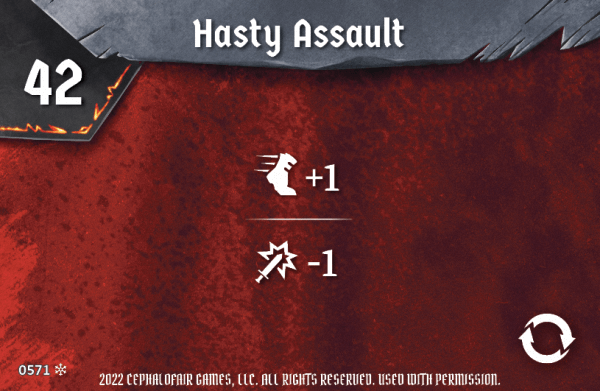 Hasty Assault
42
+1
-1
0571
2022 CEPHALOFAIR GAMES, LLC. ALL RIGHTS RESERVED. USED WITH PERMISSION.